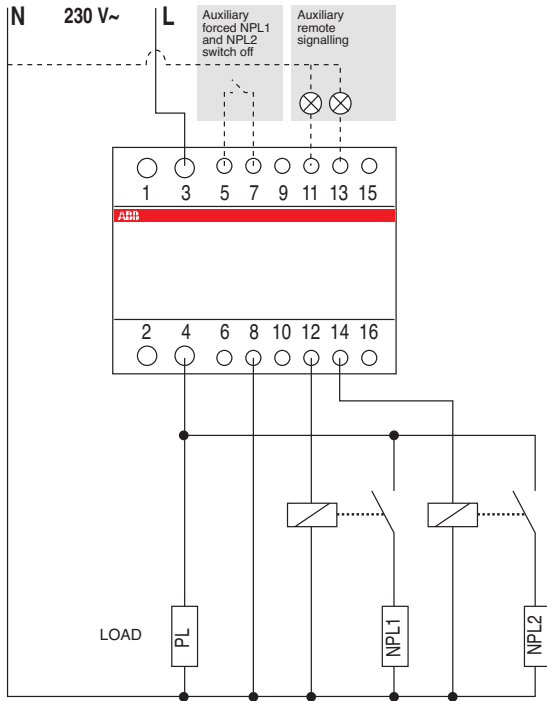 N 230 V~ L
Auxiliary
forced NPL1
and NPL2
switch off
Auxiliary
remote
signalling
1 3 5 7 9 11 13 15
ABB
2 4 6 8 10 12 14 16
LOAD
PL
NPL1
NPL2